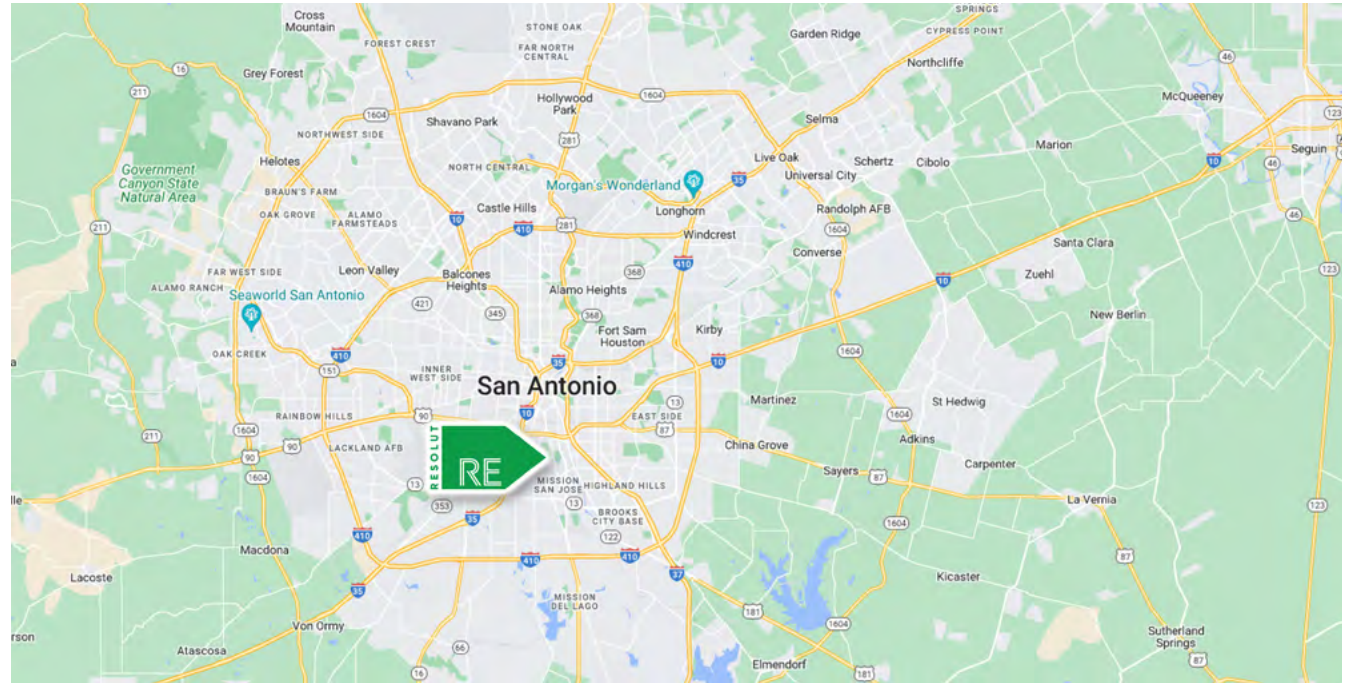 Cross
Mountain
STONE OAK
SPRINGS
CYPRESS POINT
Garden Ridge
FOREST CREST
FAR NORTH
CENTRAL
46
16
Grey Forest
Northcliffe
211
McQueeney
1604
Hollywood
Park
1604
123
Shavano Park
Selma
NORTHWEST SIDE
281
Marion
Seguin
Helotes
Live Oak
Schertz
Cibolo
10
46
Government
Canyon State
Natural Area
NORTH CENTRAL
Morgan's Wonderland
35
Universal City
BRAUN'S FARM
Castle Hills
Longhorn
Randolph AFB
OAK GROVE
ALAMO
FARMSTEADS
10
281
46
211
410
Windcrest
1604
Santa Clara
Converse
410
FAR WEST SIDE
Leon Valley
Balcones
Heights
368
Zuehl
123
10
ALAMO RANCH
Seaworld San Antonio
Alamo Heights
421
345
368
New Berlin
Fort Sam
Houston
Kirby
OAK CREEK
410
35
10
1604
151
INNER
WEST SIDE
San Antonio
Martinez
St Hedwig
13
RAINBOW HILLS
90
10
EAST SIDE
1604
87
211
1604
90
LACKLAND AFB
China Grove
Adkins
90
RESOLUT
RE
Carpenter
1604
Sayers
87
13
MISSION
SAN JOSE
HIGHLAND HILLS
La Vernia
353
13
123
35
BROOKS
CITY BASE
1604
410
122
Macdona
410
410
87
Lacoste
37
Kicaster
35
MISSION
DEL LAGO
181
Von Ormy
1604
Sutherland
Springs
rson
Atascosa
66
87
16
Elmendorf
181